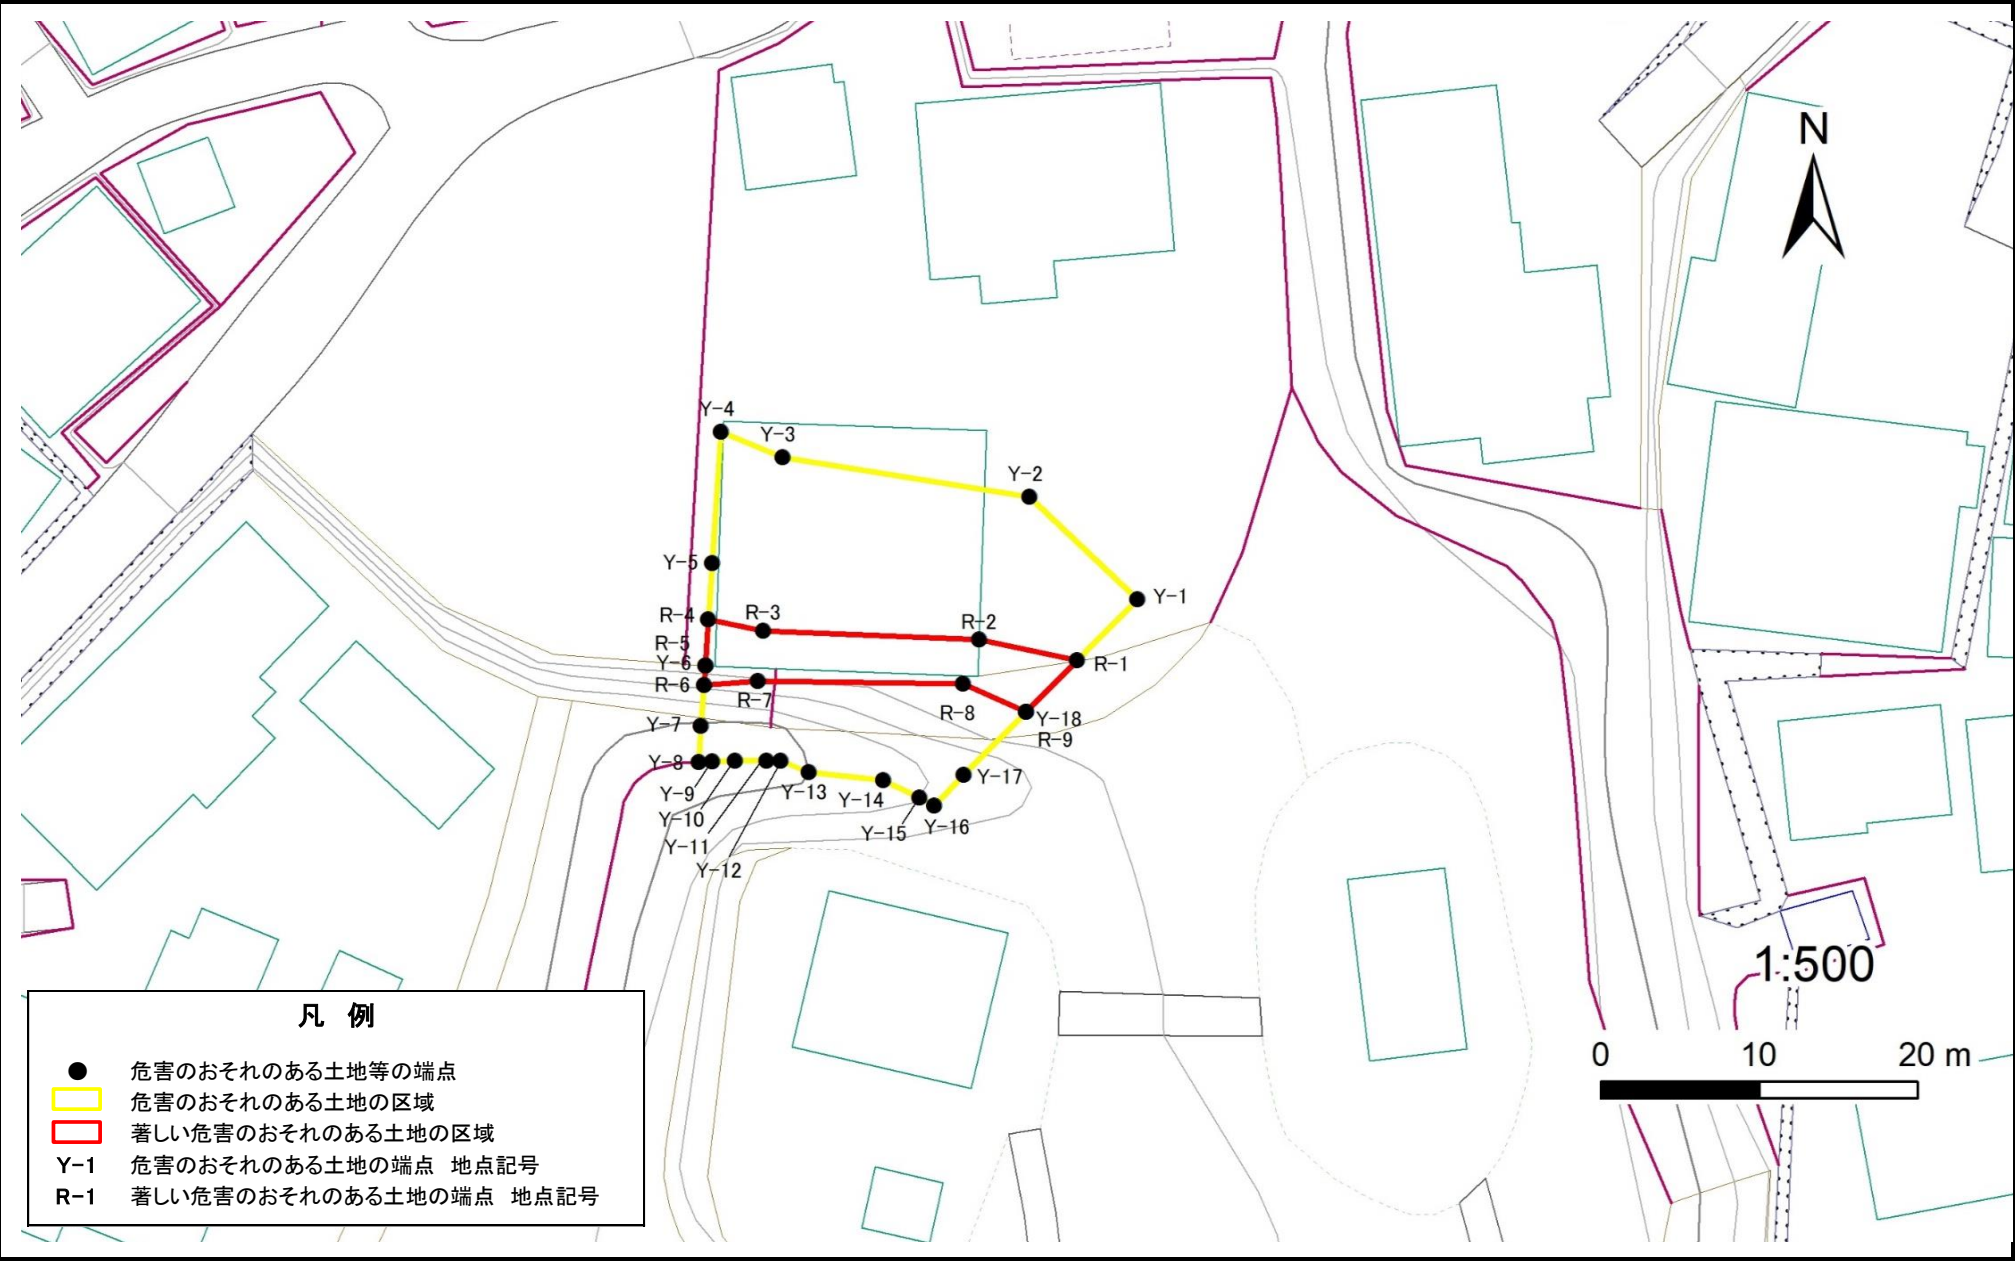 N
Y-4
Y-3
Y-2
Y-5
Y-1
R-4
R-3
R-2
R-5
Y-6
R-1
R-6
R-7
R-8
Y-18
Y-7
R-9
Y-8
Y-17
Y-9
Y-13
Y-14
Y-10
Y-15
Y-16
Y-11
Y-12
1:500
0 10 20 m
凡 例
危害のおそれのある土地等の端点
危害のおそれのある土地の区域
著しい危害のおそれのある土地の区域
Y-1 危害のおそれのある土地の端点 地点記号
R-1 著しい危害のおそれのある土地の端点 地点記号